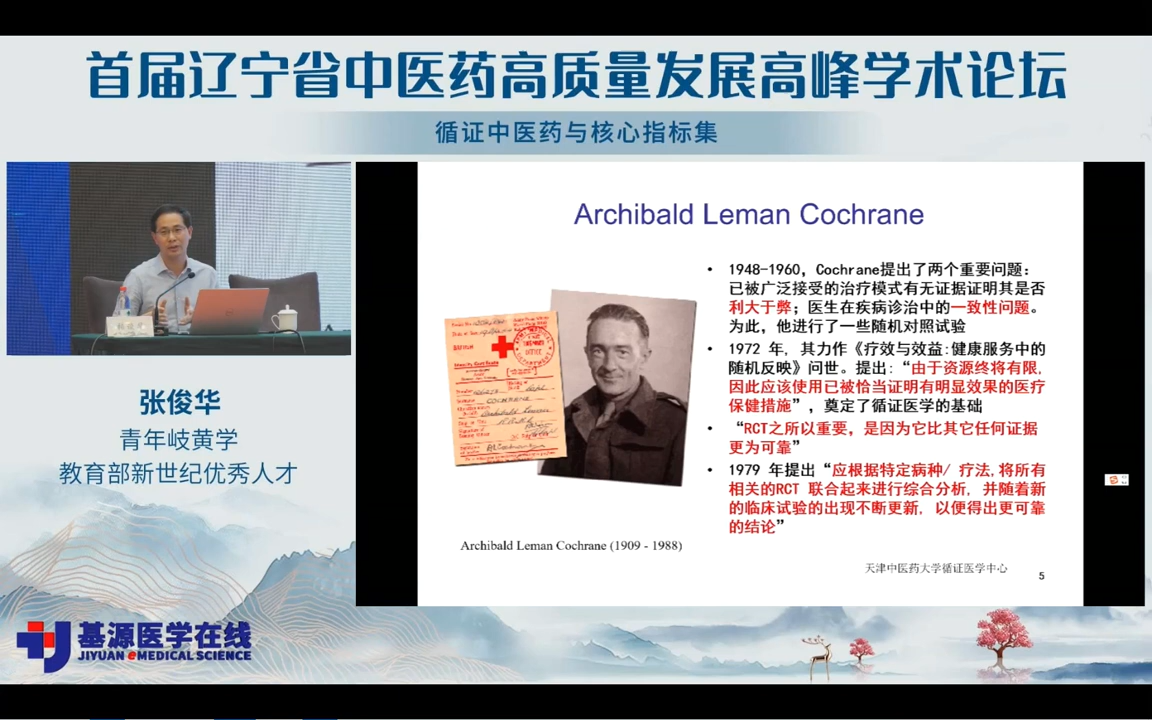 首届辽宁省中医药高质量发展高峰学术论坛
循证中医药与核心指标集
张俊华
青年岐黄学
教育部新世纪优秀人才
基源医学在线
JIYUAN eMEDICAL SCIENCE
Archibald Leman Cochrane
• 1948-1960，Cochrane提出了两个重要问题：
已被广泛接受的治疗模式有无证据证明其是否
利大于弊；医生在疾病诊治中的一致性问题。
为此，他进行了一些随机对照试验
• 1972 年，其力作《疗效与效益:健康服务中的
随机反映》问世。提出：“由于资源终将有限，
因此应该使用已被恰当证明有明显效果的医疗
保健措施”，奠定了循证医学的基础
• “RCT之所以重要，是因为它比其它任何证据
更为可靠”
• 1979 年提出“应根据特定病种/ 疗法,将所有
相关的RCT 联合起来进行综合分析，并随着新
的临床试验的出现不断更新，以便得出更可靠
的结论”
COCHRANE
Archibald Leman Cochrane (1909 - 1988)
天津中医药大学循证医学中心
5